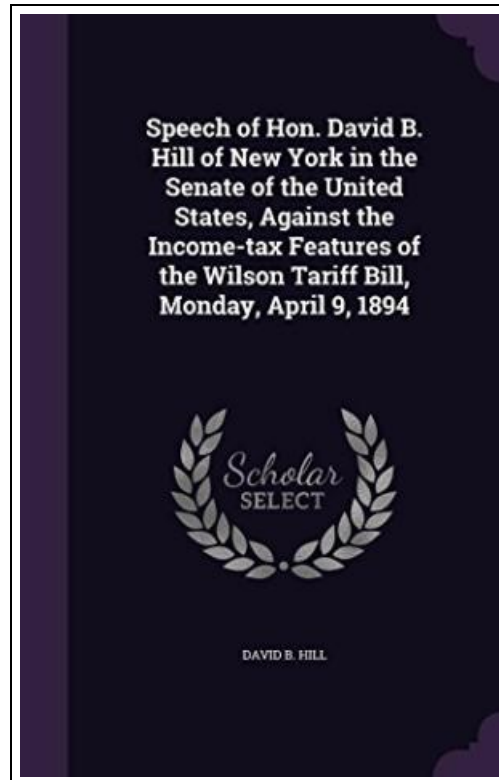 Speech of Hon. David B.
Hill of New York in the
Senate of the United
States, Against the
Income-tax Features of
the Wilson Tariff Bill,
Monday, April 9, 1894
Scholar
SELECT
DAVID B. HILL